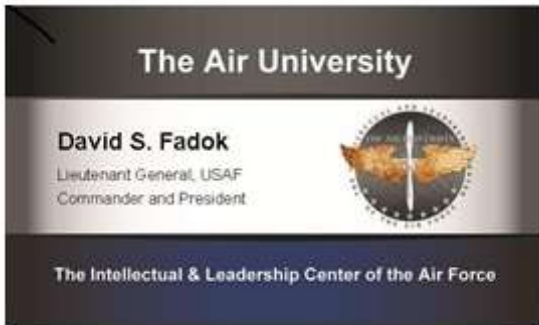 The Air University
David S. Fadok
Lieutenant General, USAF
Commander and President
The Intellectual & Leadership Center of the Air Force